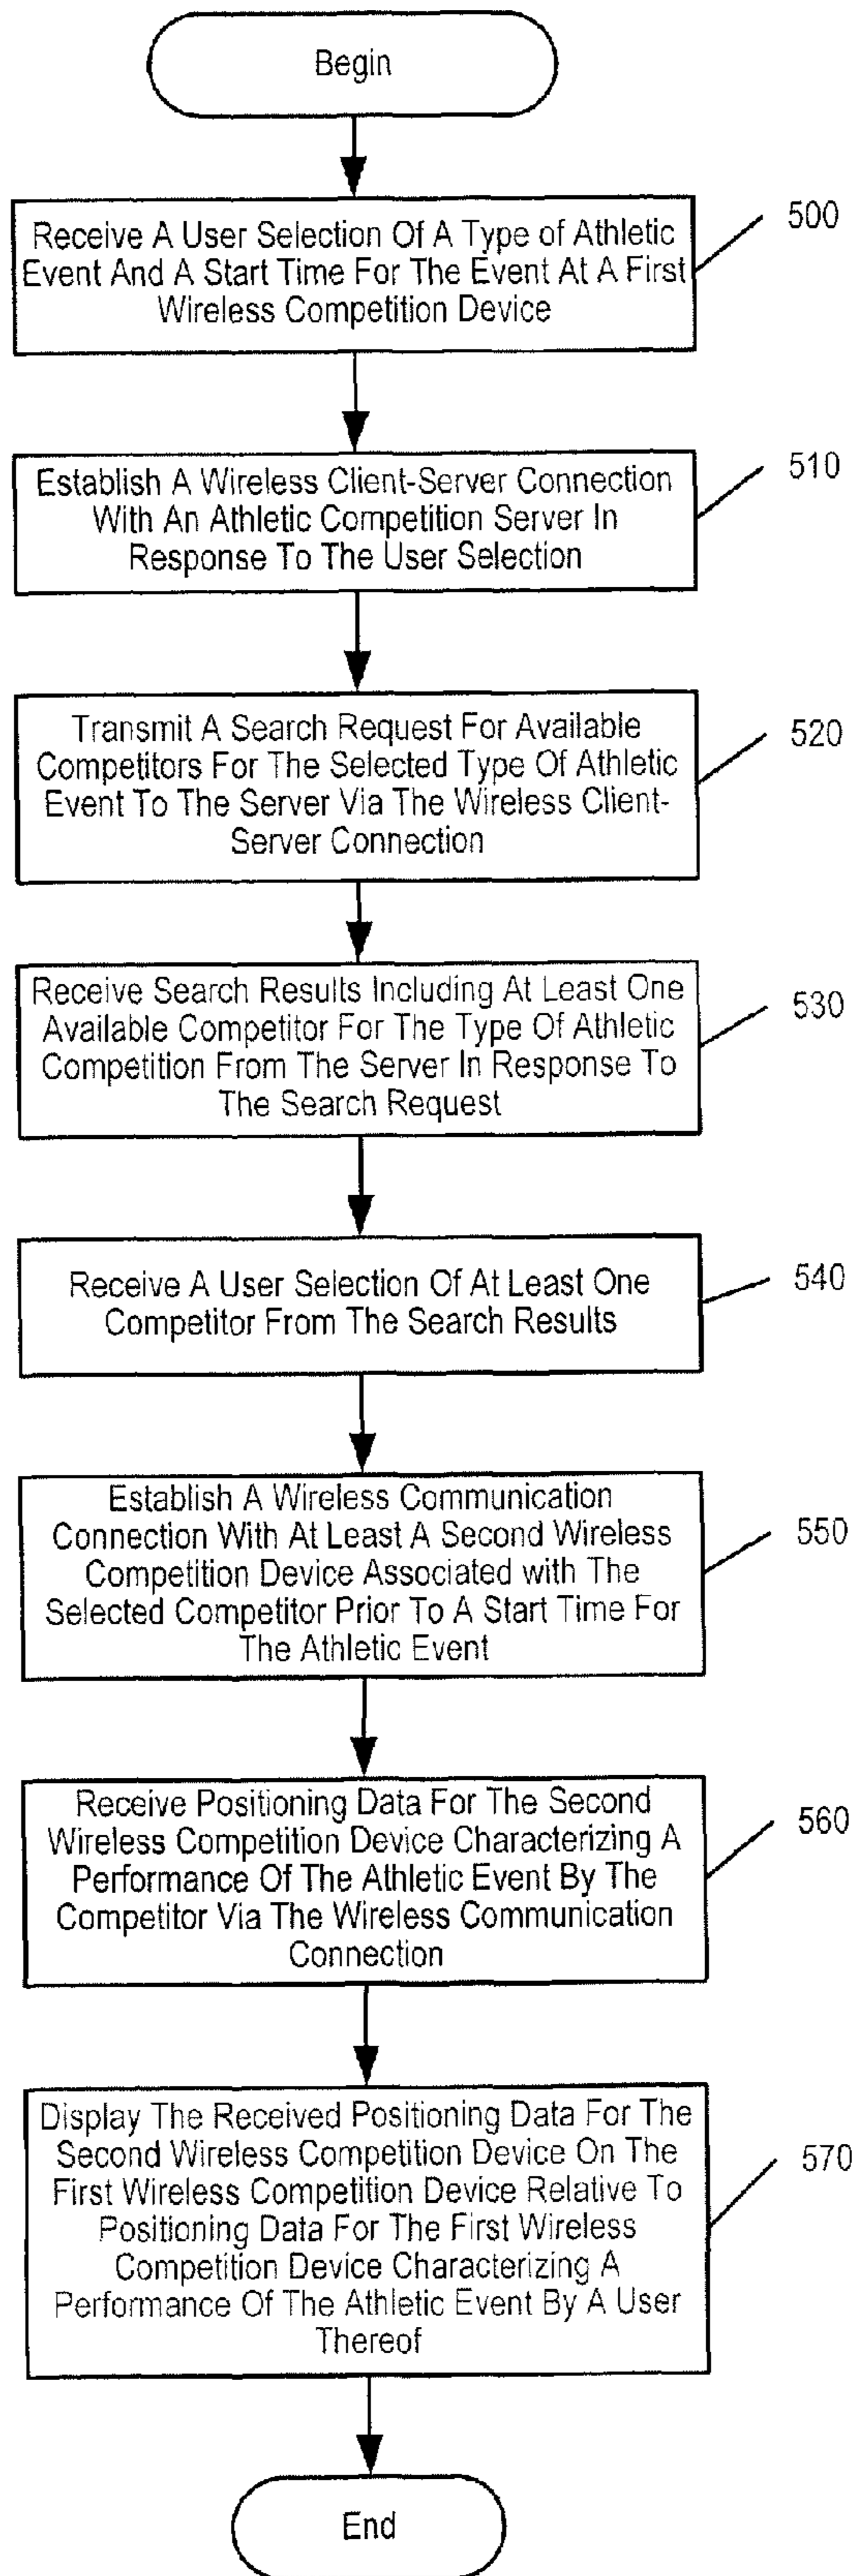 Begin
Receive A User Selection Of A Type of Athletic
Event And A Start Time For The Event At A First
Wireless Competition Device
500
Establish A Wireless Client-Server Connection
With An Athletic Competition Server In
Response To The User Selection
510
Transmit A Search Request For Available
Competitors For The Selected Type Of Athletic
Event To The Server Via The Wireless Client-
Server Connection
520
Receive Search Results Including At Least One
Available Competitor For The Type Of Athletic
Competition From The Server In Response To
The Search Request
530
Receive A User Selection Of At Least One
Competitor From The Search Results
540
Establish A Wireless Communication
Connection With At Least A Second Wireless
Competition Device Associated with The
Selected Competitor Prior To A Start Time For
The Athletic Event
550
Receive Positioning Data For The Second
Wireless Competition Device Characterizing A
Performance Of The Athletic Event By The
Competitor Via The Wireless Communication
Connection
560
Display The Received Positioning Data For The
Second Wireless Competition Device On The
First Wireless Competition Device Relative To
Positioning Data For The First Wireless
Competition Device Characterizing A
Performance Of The Athletic Event By A User
Thereof
570
End